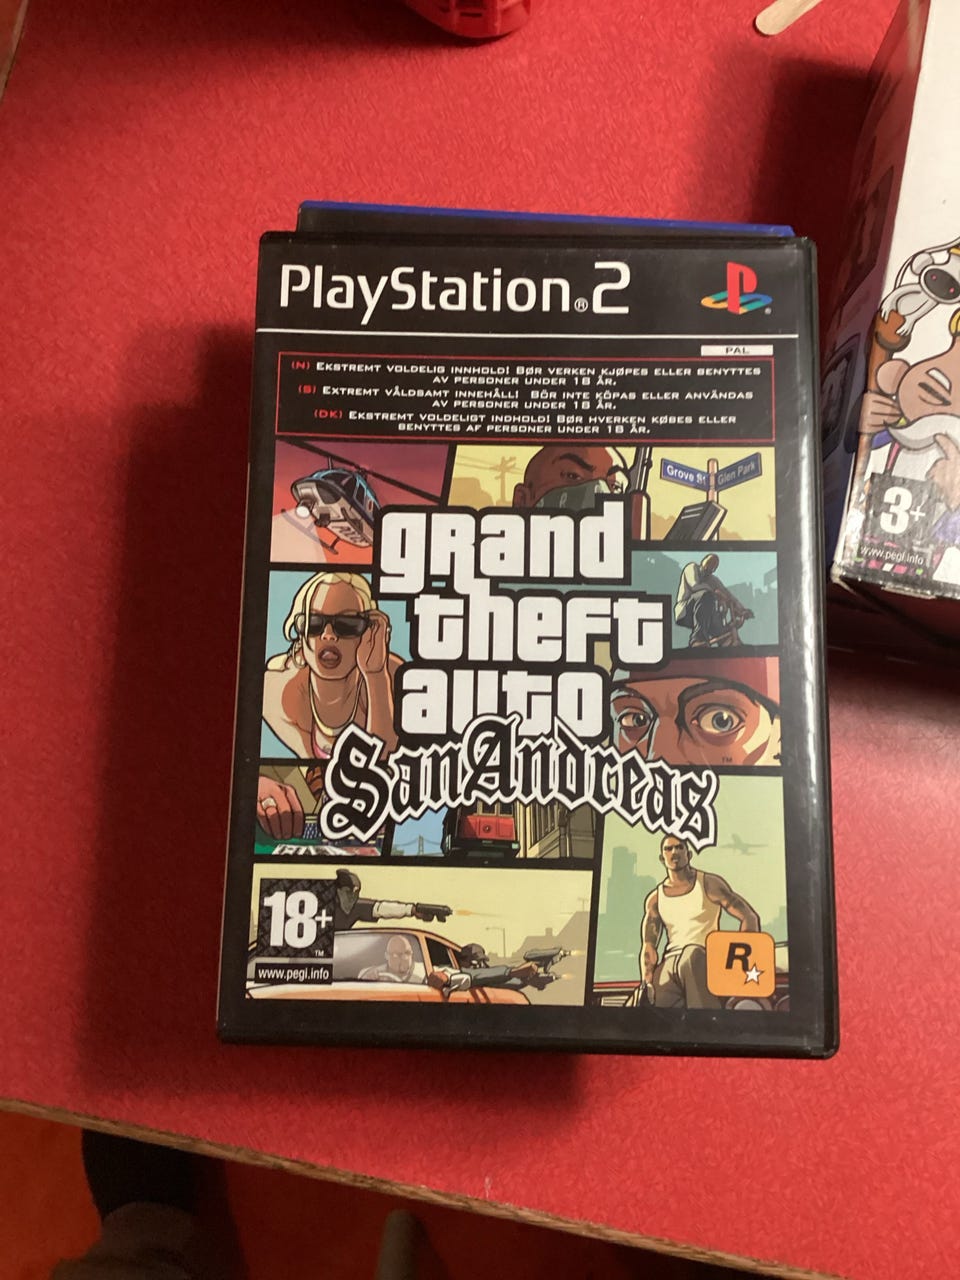 PlayStation®2
PAL
(N) EKSTREMT VOLDELIG INNHOLD! BØR VERKEN KJØPES ELLER BENYTTES
AV PERSONER UNDER 18 ÅR.
(S) EXTREMT VÅLDSAMT INNEHÅLL! BÖR INTE KÖPAS ELLER ANVÄNDAS
AV PERSONER UNDER 18 ÅR.
(DK) EKSTREMT VOLDELIGT INDHOLD! BØR HVERKEN KØBES ELLER
BENYTTES AF PERSONER UNDER 18 ÅR.
Grove St Glen Park
grand
theft
auto
San Andreas
TM
18+
TM
www.pegi.info
R
3+
www.pegi.info